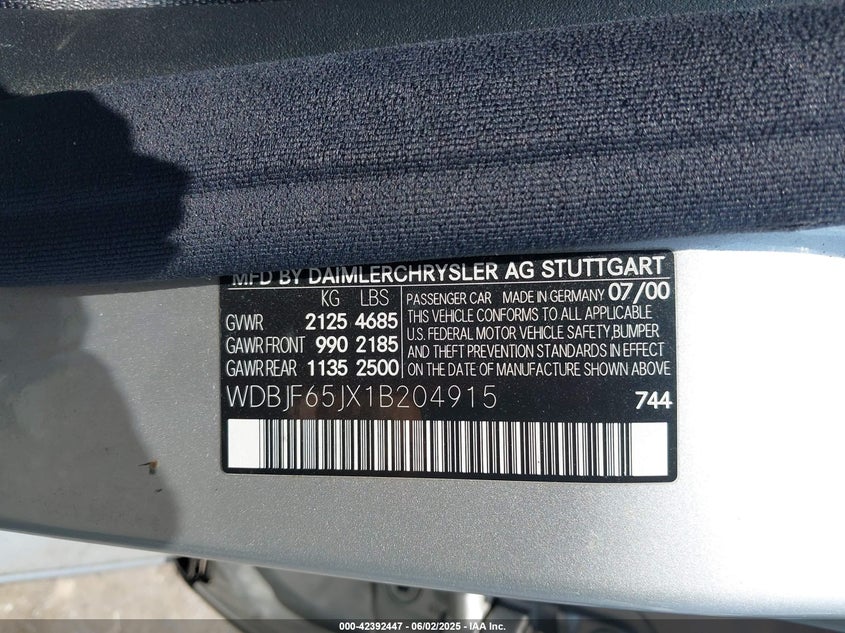 MFD BY DAIMLERCHRYSLER AG STUTTGART
KG LBS
GVWR 2125 4685
GAWR FRONT 990 2185
GAWR REAR 1135 2500
PASSENGER CAR MADE IN GERMANY 07/00
THIS VEHICLE CONFORMS TO ALL APPLICABLE
U.S. FEDERAL MOTOR VEHICLE SAFETY, BUMPER
AND THEFT PREVENTION STANDARDS IN EFFECT
ON THE DATE OF MANUFACTURE SHOWN ABOVE
WDBJF65JX1B204915 744
000-42392447 - 06/02/2025 - IAA Inc.